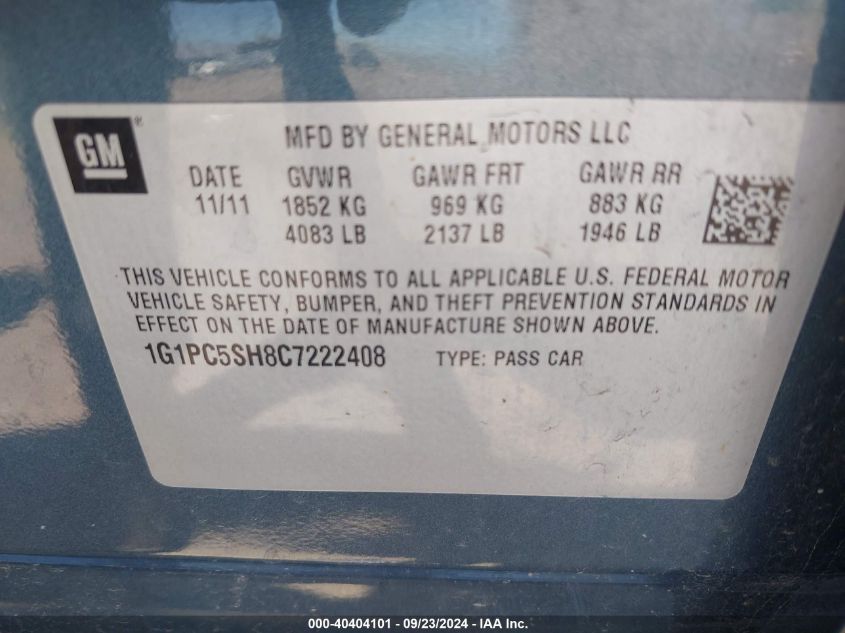 GM ®
MFD BY GENERAL MOTORS LLC
DATE GVWR GAWR FRT GAWR RR
11/11 1852 KG 969 KG 883 KG
4083 LB 2137 LB 1946 LB
THIS VEHICLE CONFORMS TO ALL APPLICABLE U.S. FEDERAL MOTOR
VEHICLE SAFETY, BUMPER, AND THEFT PREVENTION STANDARDS IN
EFFECT ON THE DATE OF MANUFACTURE SHOWN ABOVE.
1G1PC5SH8C7222408 TYPE: PASS CAR
000-40404101 - 09/23/2024 - IAA Inc.